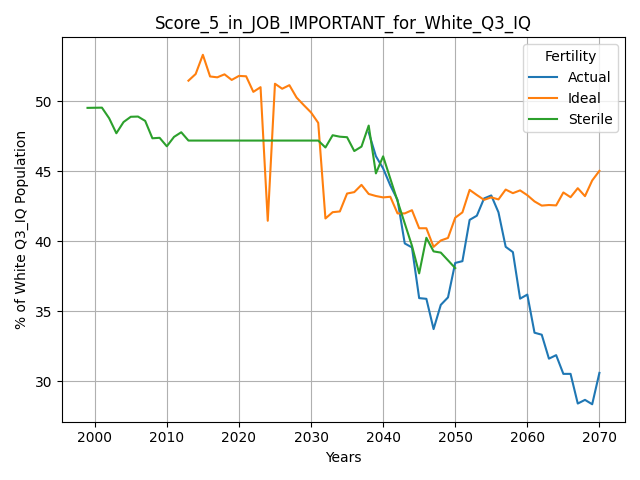 Score_5_in_JOB_IMPORTANT_for_White_Q3_IQ
Fertility
Actual
Ideal
Sterile
% of White Q3_IQ Population
50
45
40
35
30
2000
2010
2020
2030
2040
2050
2060
2070
Years